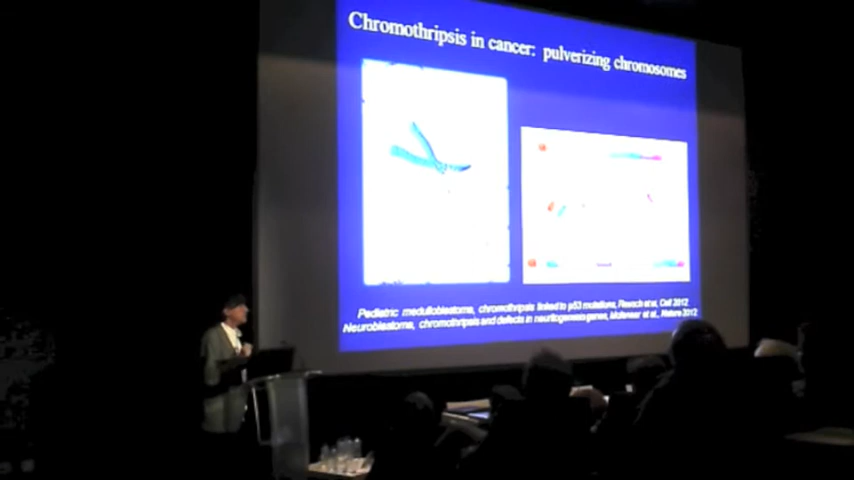 Chromothripsis in cancer: pulverizing chromosomes
Pediatric medulloblastoma, chromothripsis linked to p53 mutations, Rausch et al, Cell 2012
Neuroblastoma, chromothripsis and defects in neuritogenesis genes, Molenaar et al., Nature 2012